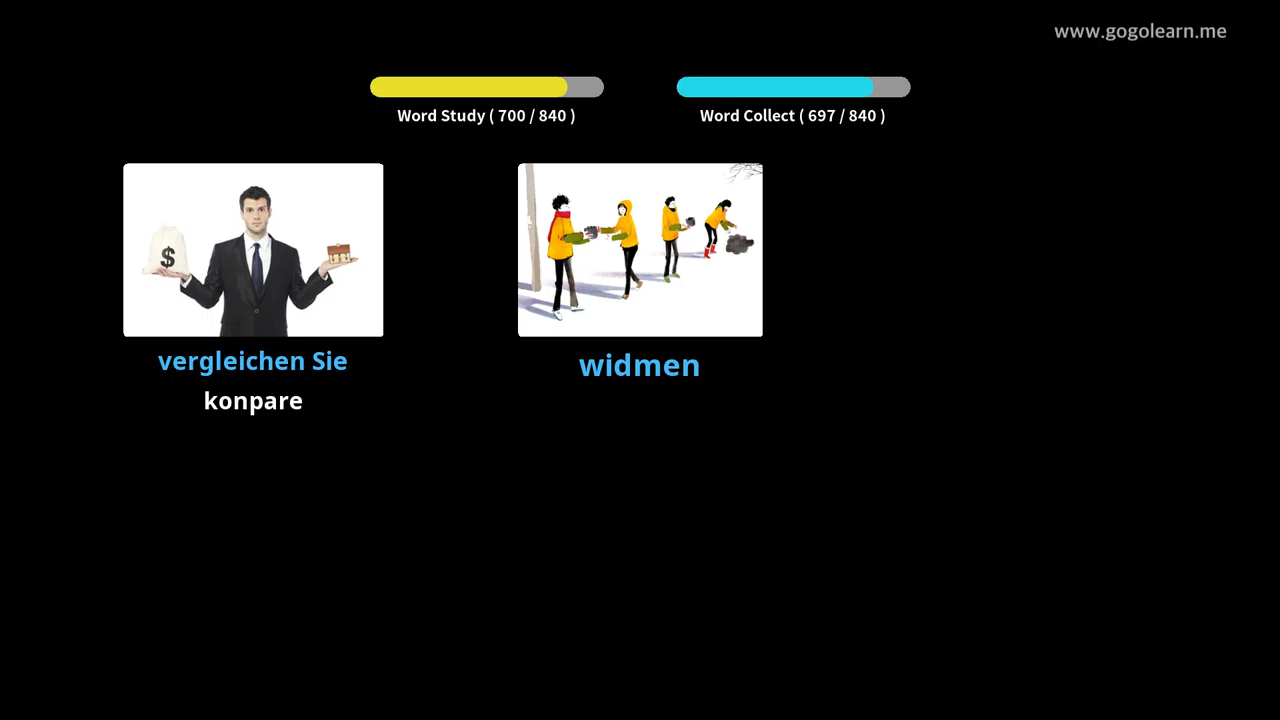 www.gogolearn.me
Word Study ( 700 / 840 )
Word Collect ( 697 / 840 )
$
vergleichen Sie
konpare
widmen